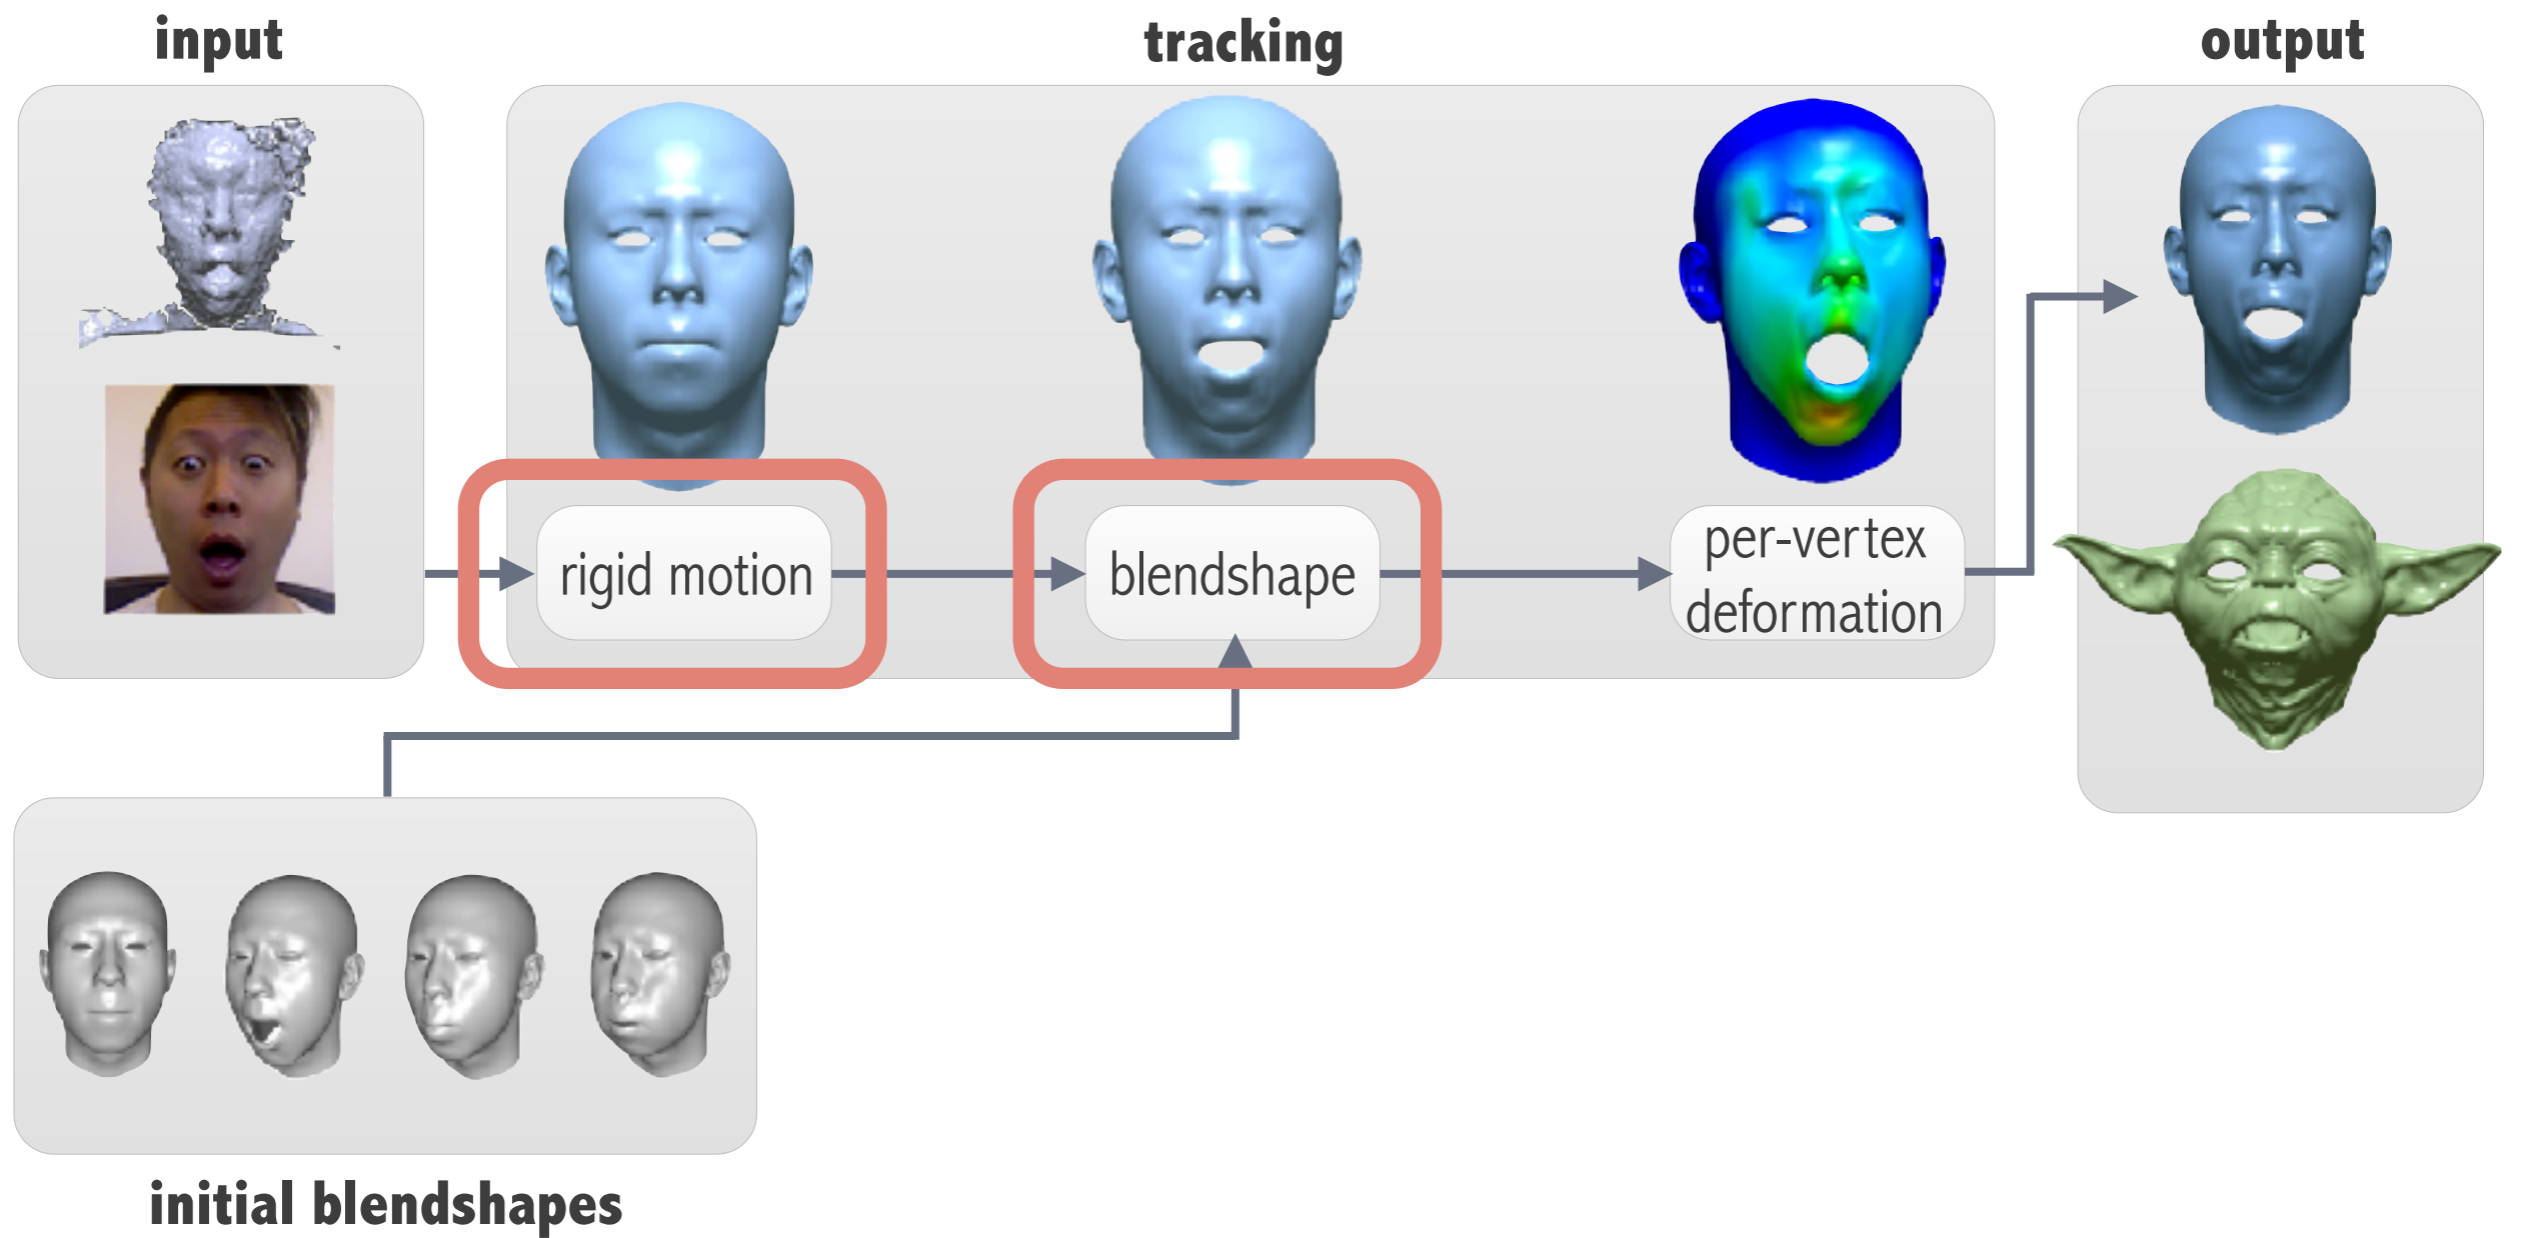 input
tracking
output
rigid motion
blendshape
per-vertex
deformation
initial blendshapes